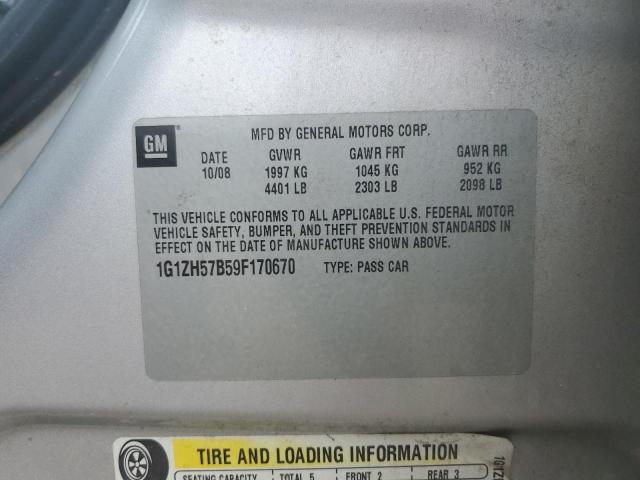 GM
MFD BY GENERAL MOTORS CORP.
DATE GVWR GAWR FRT GAWR RR
10/08 1997 KG 1045 KG 952 KG
4401 LB 2303 LB 2098 LB
THIS VEHICLE CONFORMS TO ALL APPLICABLE U.S. FEDERAL MOTOR
VEHICLE SAFETY, BUMPER, AND THEFT PREVENTION STANDARDS IN
EFFECT ON THE DATE OF MANUFACTURE SHOWN ABOVE.
1G1ZH57B59F170670 TYPE: PASS CAR
TIRE AND LOADING INFORMATION
SEATING CAPACITY TOTAL 5 FRONT 2 REAR 3
1G1Z